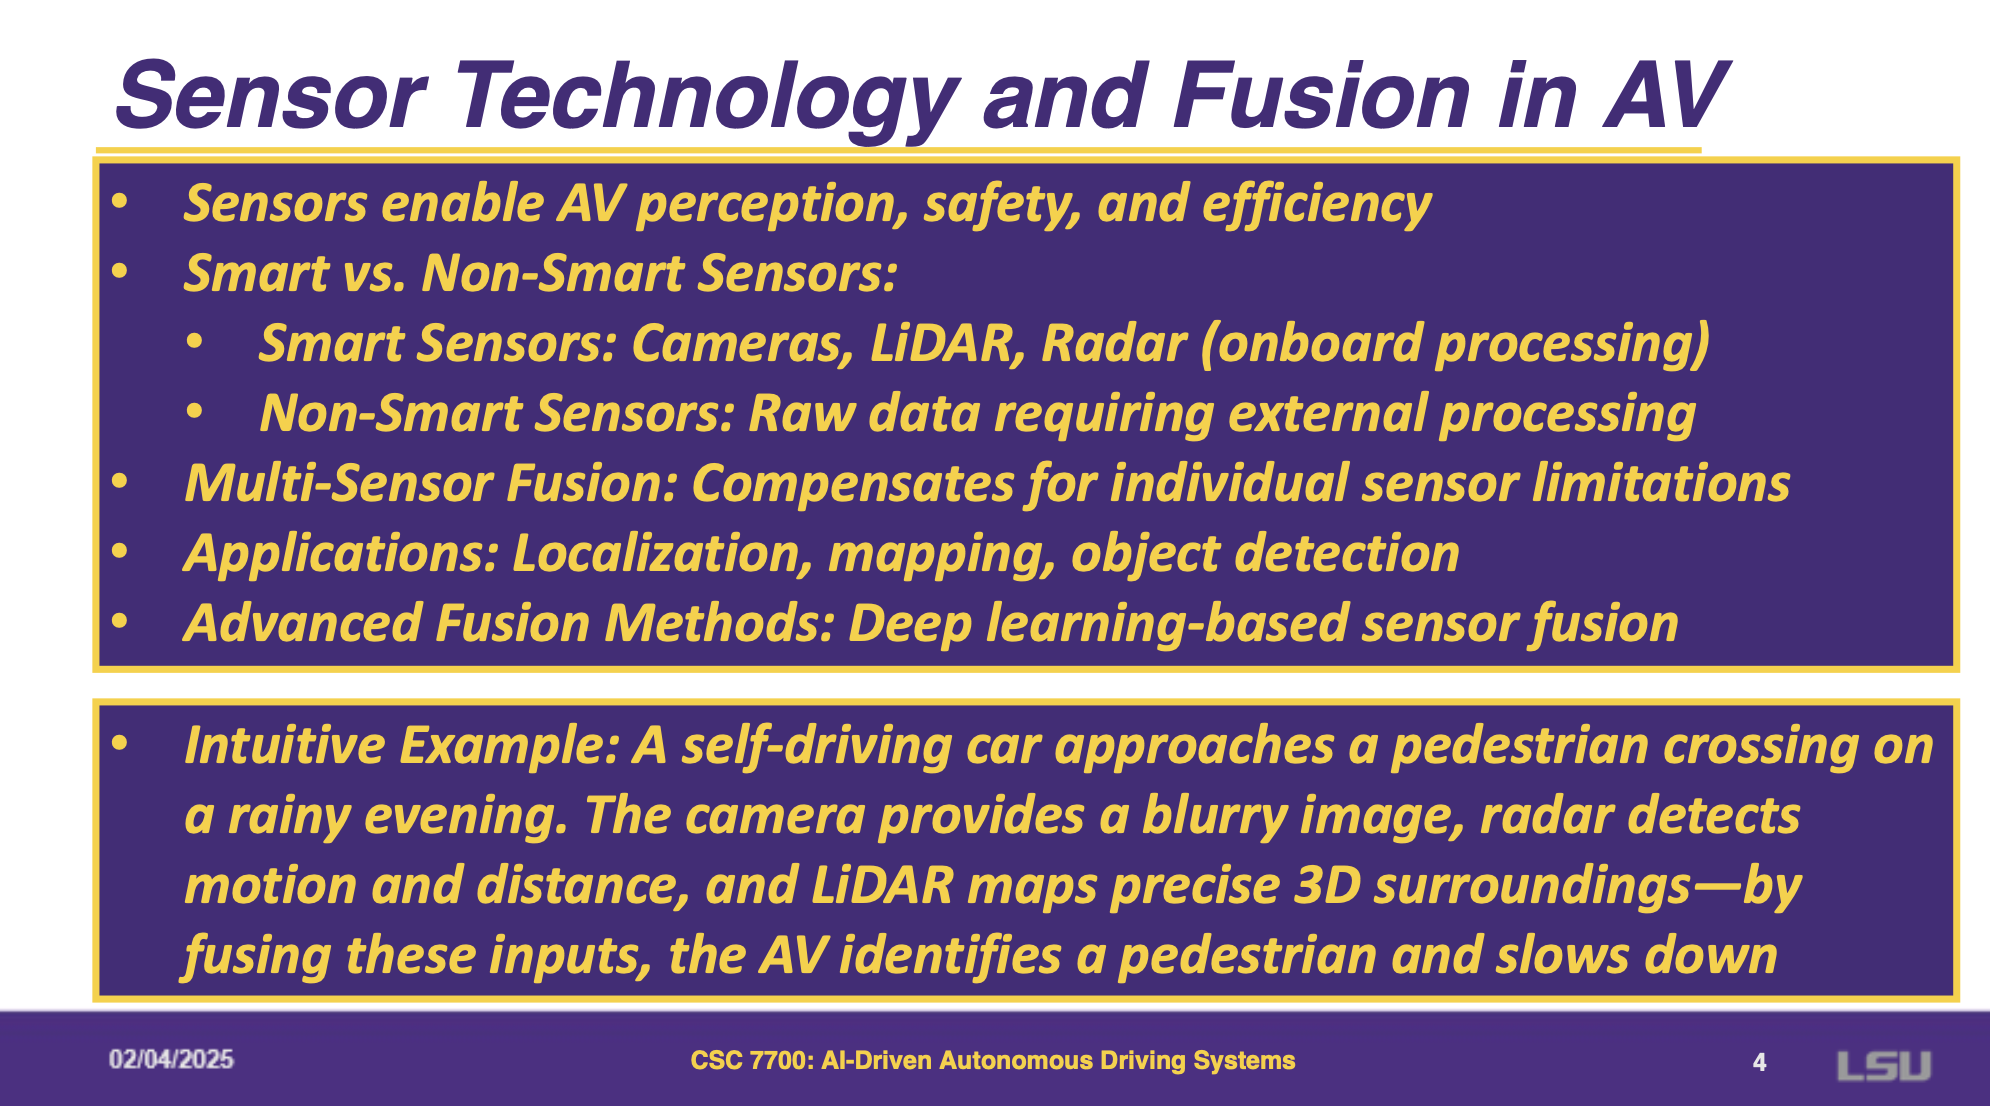 Sensor Technology and Fusion in AV
• Sensors enable AV perception, safety, and efficiency
• Smart vs. Non-Smart Sensors:
• Smart Sensors: Cameras, LiDAR, Radar (onboard processing)
• Non-Smart Sensors: Raw data requiring external processing
• Multi-Sensor Fusion: Compensates for individual sensor limitations
• Applications: Localization, mapping, object detection
• Advanced Fusion Methods: Deep learning-based sensor fusion
• Intuitive Example: A self-driving car approaches a pedestrian crossing on
a rainy evening. The camera provides a blurry image, radar detects
motion and distance, and LiDAR maps precise 3D surroundings—by
fusing these inputs, the AV identifies a pedestrian and slows down
02/04/2025
CSC 7700: AI-Driven Autonomous Driving Systems
4
LSU